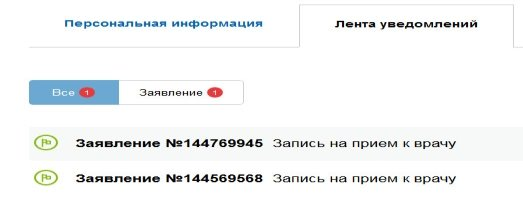 Персональная информация
Лента уведомлений
Все 1
Заявление 1
Заявление №144769945 Запись на прием к врачу
Заявление №144569568 Запись на прием к врачу